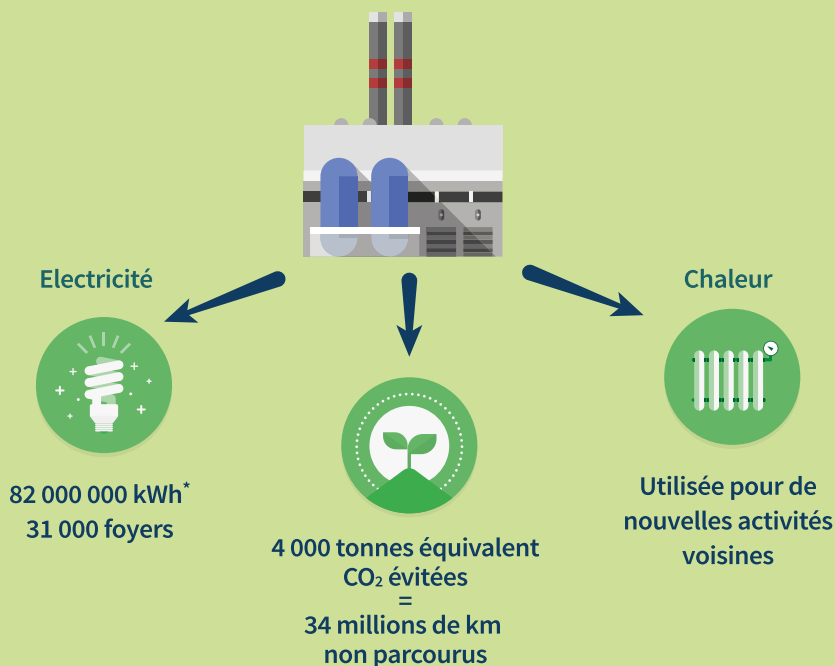 Electricité
82 000 000 kWh*
31 000 foyers
4 000 tonnes équivalent
CO₂ évitées
=
34 millions de km
non parcourus
Chaleur
Utilisée pour de
nouvelles activités
voisines